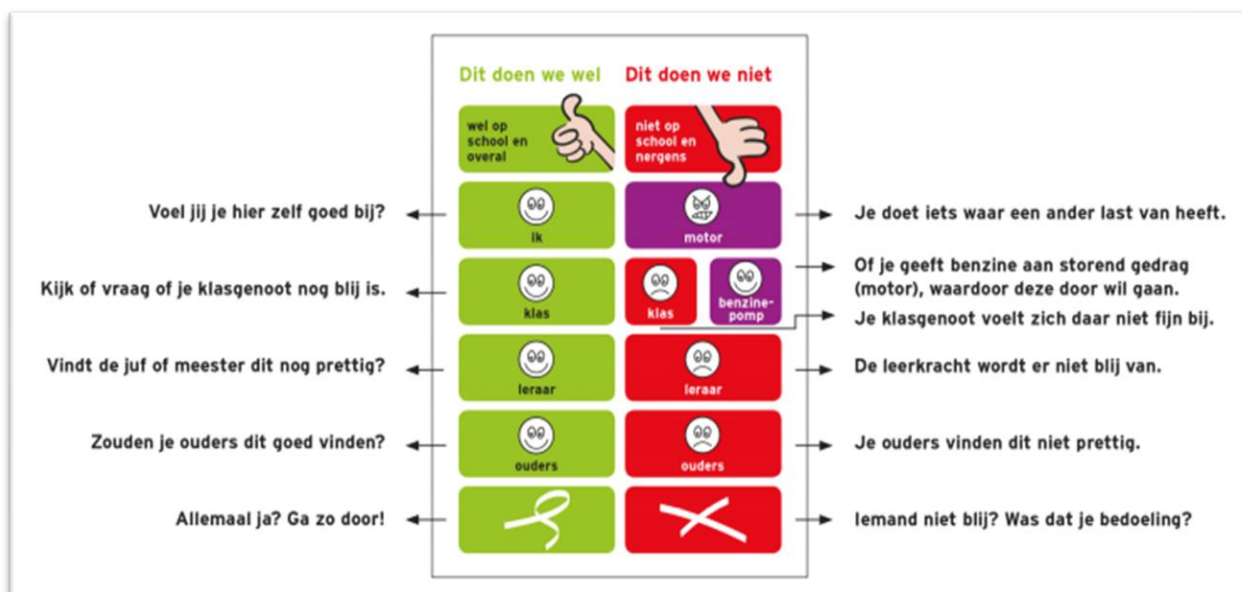 Dit doen we wel
Dit doen we niet
wel op
school en
overal
niet op
school en
nergens
Voel jij je hier zelf goed bij?
ik
motor
Je doet iets waar een ander last van heeft.
Kijk of vraag of je klasgenoot nog blij is.
klas
klas
benzine-
pomp
Of je geeft benzine aan storend gedrag
(motor), waardoor deze door wil gaan.
Je klasgenoot voelt zich daar niet fijn bij.
Vindt de juf of meester dit nog prettig?
leraar
leraar
De leerkracht wordt er niet blij van.
Zouden je ouders dit goed vinden?
ouders
ouders
Je ouders vinden dit niet prettig.
Allemaal ja? Ga zo door!
Iemand niet blij? Was dat je bedoeling?